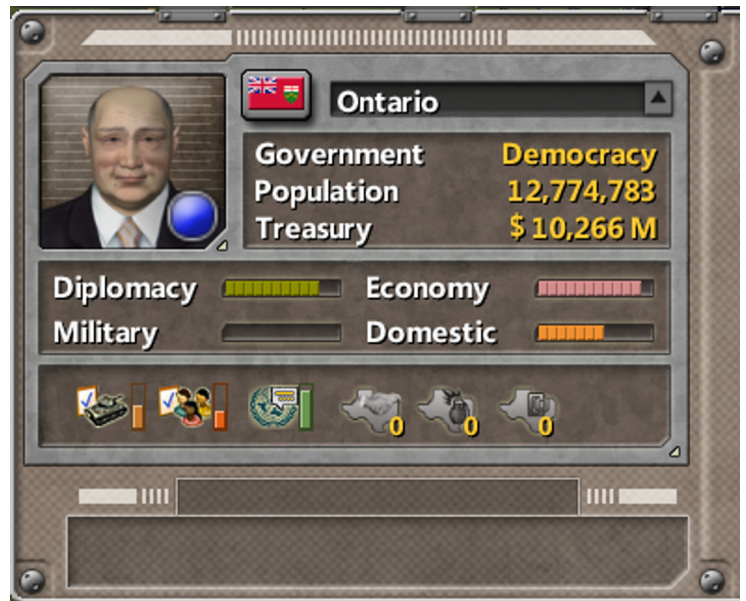 Ontario
Government Democracy
Population 12,774,783
Treasury $ 10,266 M
Diplomacy Economy
Military Domestic
0 0 0